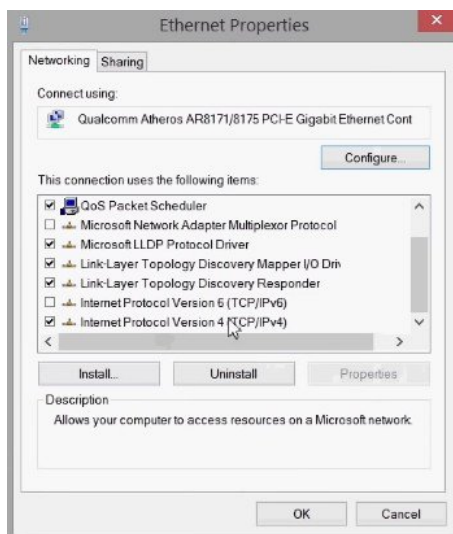 Ethernet Properties
Networking Sharing
Connect using:
Qualcomm Atheros AR8171/8175 PCI-E Gigabit Ethernet Cont
Configure...
This connection uses the following items:
QoS Packet Scheduler
Microsoft Network Adapter Multiplexor Protocol
Microsoft LLDP Protocol Driver
Link-Layer Topology Discovery Mapper I/O Driv
Link-Layer Topology Discovery Responder
Internet Protocol Version 6 (TCP/IPv6)
Internet Protocol Version 4 (TCP/IPv4)
Install... Uninstall Properties
Description
Allows your computer to access resources on a Microsoft network.
OK Cancel